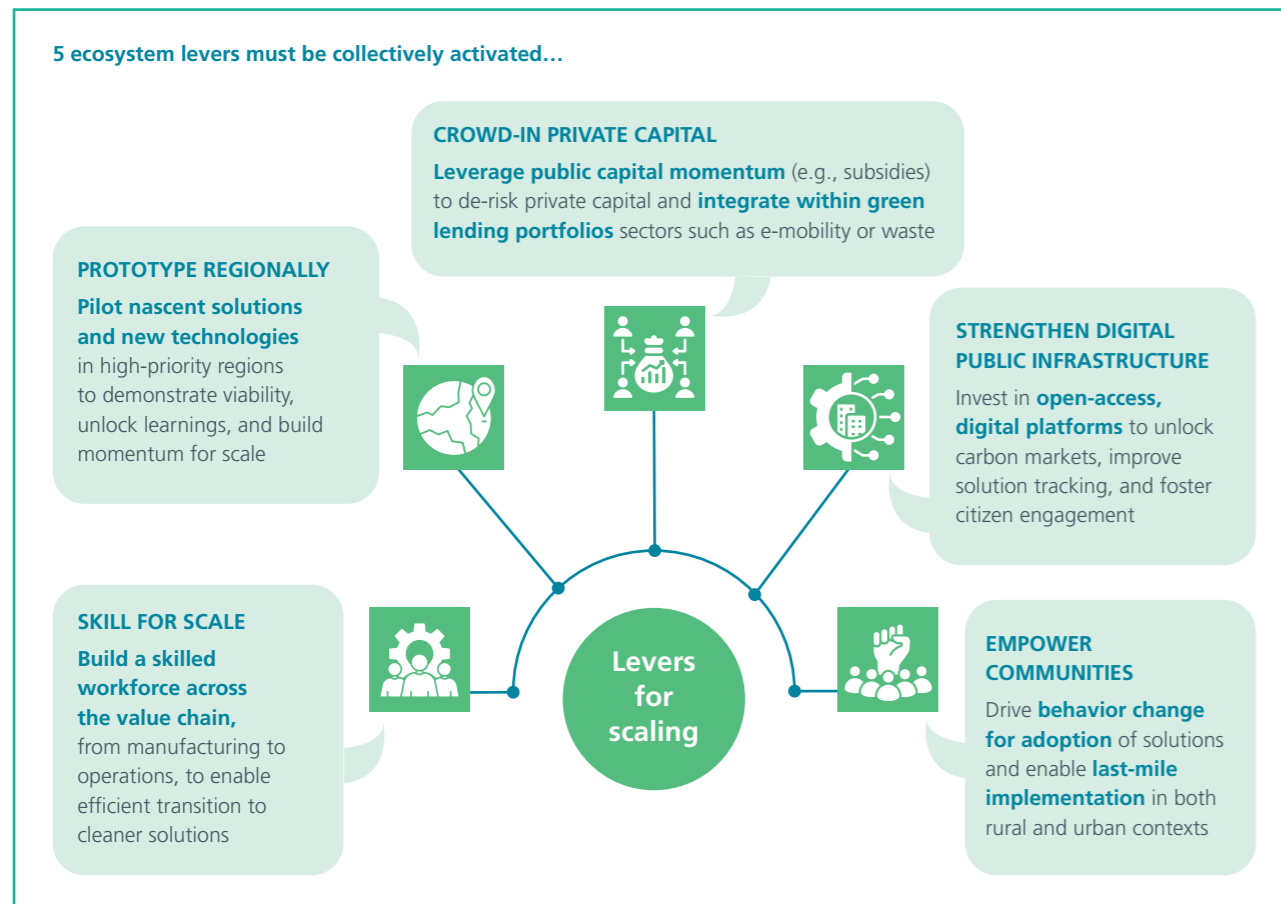 5 ecosystem levers must be collectively activated…
CROWD-IN PRIVATE CAPITAL
Leverage public capital momentum (e.g., subsidies)
to de-risk private capital and integrate within green
lending portfolios sectors such as e-mobility or waste
PROTOTYPE REGIONALLY
Pilot nascent solutions
and new technologies
in high-priority regions
to demonstrate viability,
unlock learnings, and build
momentum for scale
STRENGTHEN DIGITAL
PUBLIC INFRASTRUCTURE
Invest in open-access,
digital platforms to unlock
carbon markets, improve
solution tracking, and foster
citizen engagement
SKILL FOR SCALE
Build a skilled
workforce across
the value chain,
from manufacturing to
operations, to enable
efficient transition to
cleaner solutions
Levers
for
scaling
EMPOWER
COMMUNITIES
Drive behavior change
for adoption of solutions
and enable last-mile
implementation in both
rural and urban contexts